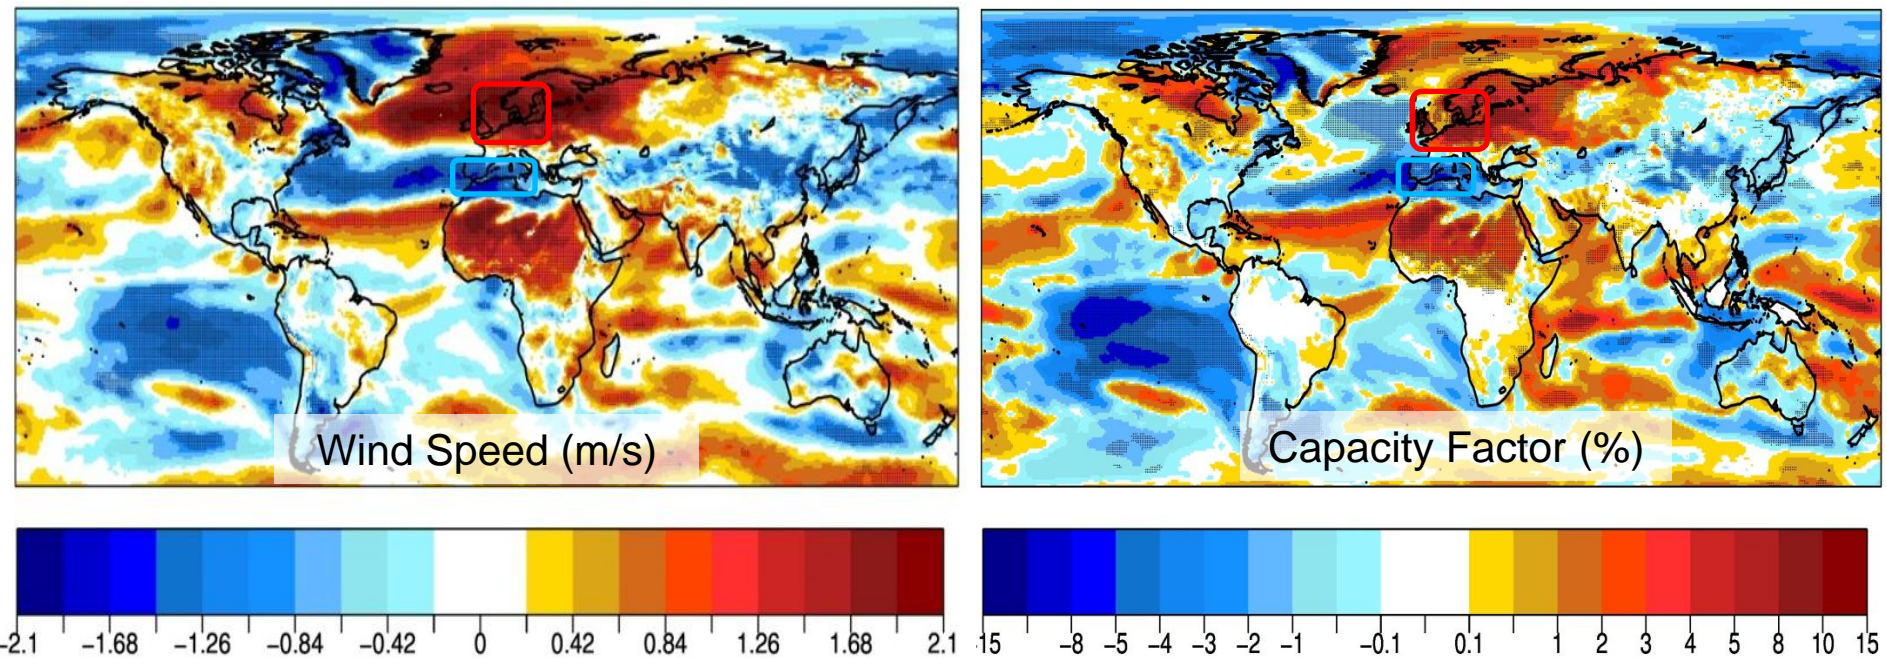 Wind Speed (m/s)
Capacity Factor (%)
-2.1 -1.68 -1.26 -0.84 -0.42 0 0.42 0.84 1.26 1.68 2.1
15 -8 -5 -4 -3 -2 -1 -0.1 0.1 1 2 3 4 5 8 10 15